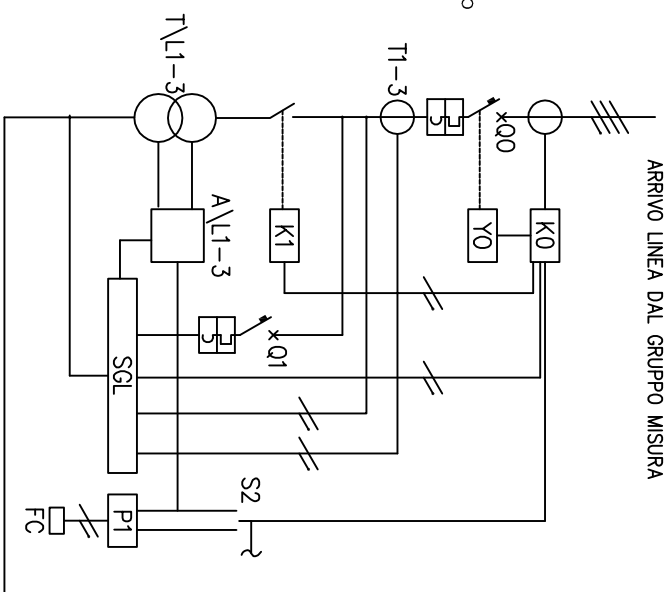 ARRIVO LINEA DAL GRUPPO MISURA
K0
Q0
Y0
T1-3
K1
T\L1-3
A\L1-3
Q1
SGL
S2
P1
FC